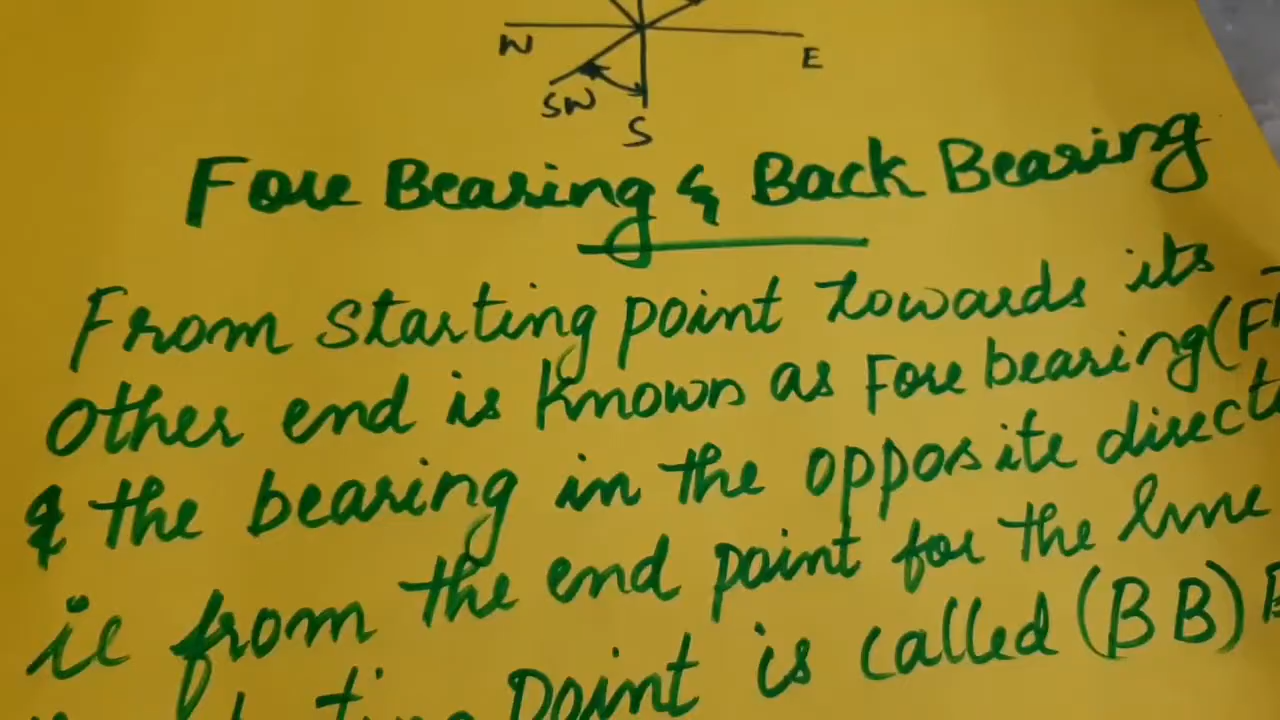 W
E
SW
S
Fore Bearing & Back Bearing
From starting point towards its
Other end is known as Fore bearing (F
& the bearing in the opposite direct
ie from the end point for the line
Point is called (BB) B